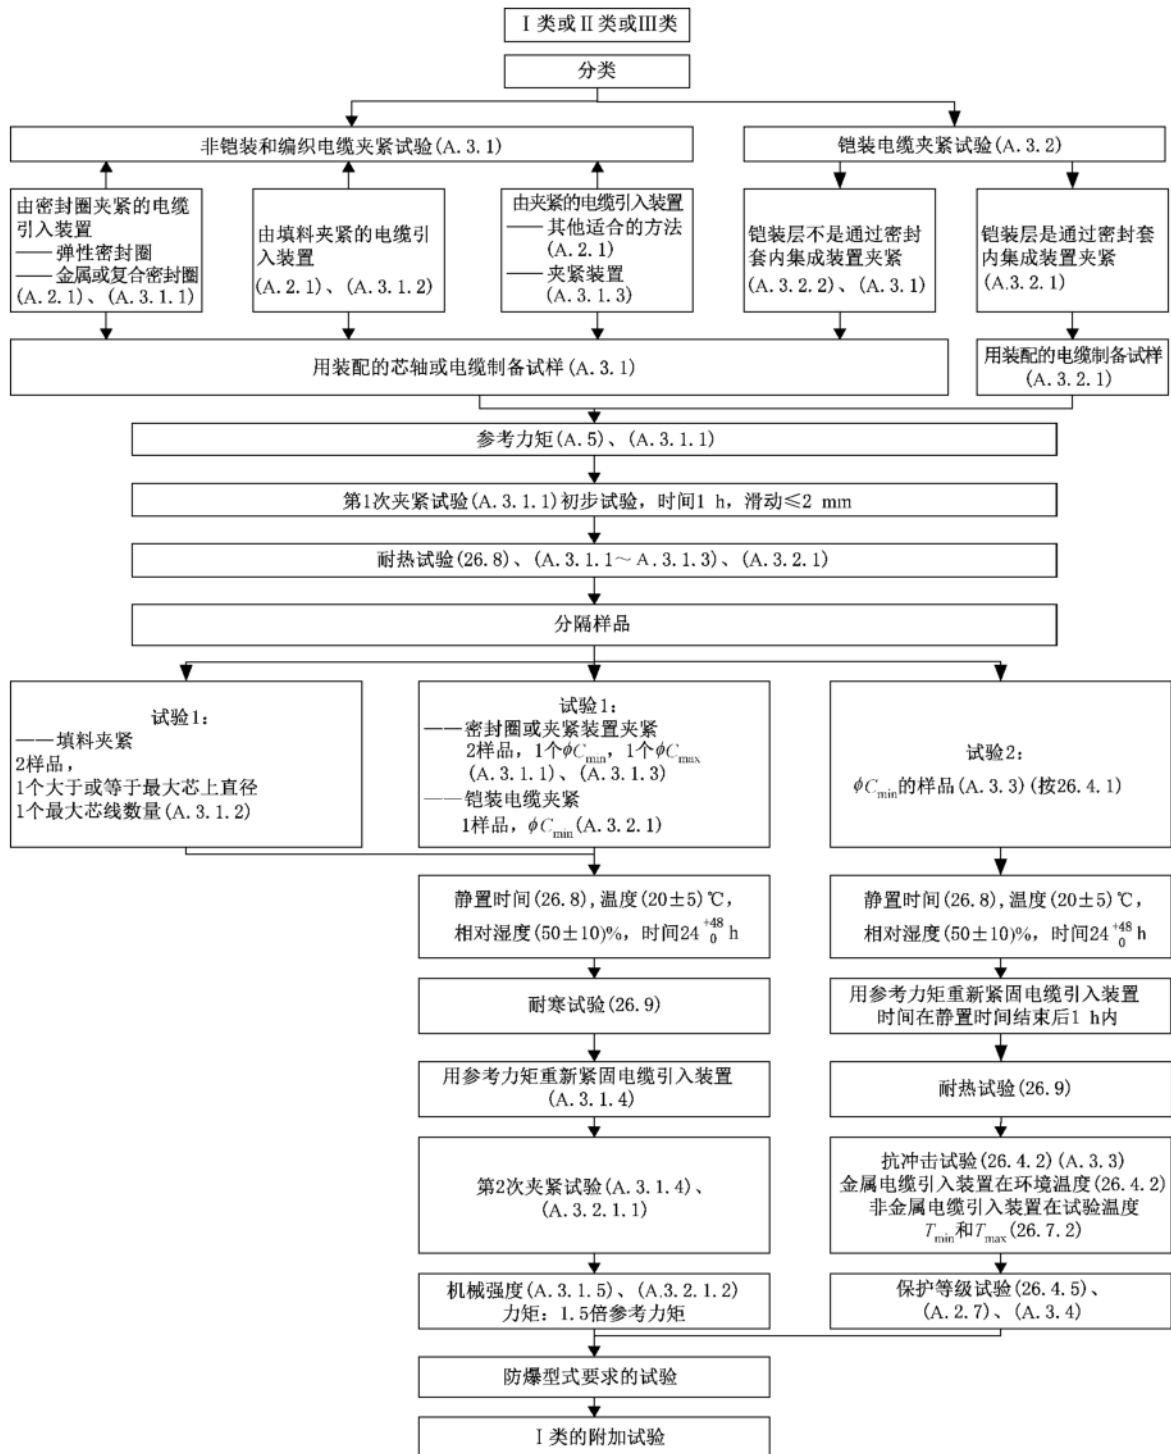 Ⅰ类或Ⅱ类或Ⅲ类
分类
非铠装和编织电缆夹紧试验(A.3.1)
铠装电缆夹紧试验(A.3.2)
由密封圈夹紧的电缆
引入装置
——弹性密封圈
——金属或复合密封圈
(A.2.1)、(A.3.1.1)
由填料夹紧的电缆引
入装置
(A.2.1)、(A.3.1.2)
由夹紧的电缆引入装置
——其他适合的方法
(A.2.1)
——夹紧装置
(A.3.1.3)
铠装层不是通过密封
套内集成装置夹紧
(A.3.2.2)、(A.3.1)
铠装层是通过密封套
内集成装置夹紧
(A.3.2.1)
用装配的芯轴或电缆制备试样(A.3.1)
用装配的电缆制备试样
(A.3.2.1)
参考力矩(A.5)、(A.3.1.1)
第1次夹紧试验(A.3.1.1)初步试验，时间1 h，滑动≤2 mm
耐热试验(26.8)、(A.3.1.1～A.3.1.3)、(A.3.2.1)
分隔样品
试验1：
——填料夹紧
2样品，
1个大于或等于最大芯上直径
1个最大芯线数量(A.3.1.2)
试验1：
——密封圈或夹紧装置夹紧
2样品，1个ϕCmin，1个ϕCmax
(A.3.1.1)、(A.3.1.3)
——铠装电缆夹紧
1样品，ϕCmin(A.3.2.1)
试验2：
ϕCmin的样品(A.3.3)(按26.4.1)
静置时间(26.8),温度(20±5)℃，
相对湿度(50±10)%，时间24 +48 0 h
静置时间(26.8),温度(20±5)℃，
相对湿度(50±10)%，时间24 +48 0 h
耐寒试验(26.9)
用参考力矩重新紧固电缆引入装置
时间在静置时间结束后1 h内
用参考力矩重新紧固电缆引入装置
(A.3.1.4)
耐热试验(26.9)
第2次夹紧试验(A.3.1.4)、
(A.3.2.1.1)
抗冲击试验(26.4.2)(A.3.3)
金属电缆引入装置在环境温度(26.4.2)
非金属电缆引入装置在试验温度
Tmin和Tmax(26.7.2)
机械强度(A.3.1.5)、(A.3.2.1.2)
力矩：1.5倍参考力矩
保护等级试验(26.4.5)、
(A.2.7)、(A.3.4)
防爆型式要求的试验
Ⅰ类的附加试验